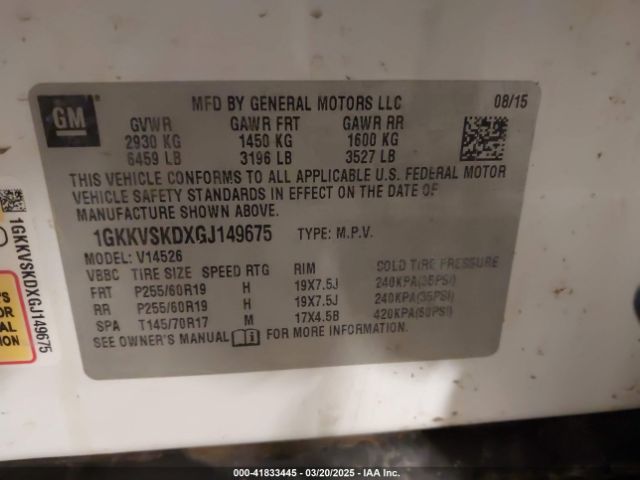 GM
MFD BY GENERAL MOTORS LLC 08/15
GVWR GAWR FRT GAWR RR
2930 KG 1450 KG 1600 KG
6459 LB 3196 LB 3527 LB
THIS VEHICLE CONFORMS TO ALL APPLICABLE U.S. FEDERAL MOTOR
VEHICLE SAFETY STANDARDS IN EFFECT ON THE DATE OF
MANUFACTURE SHOWN ABOVE.
1GKKVSKDXGJ149675 TYPE: M.P.V.
MODEL: V14526
VBBC TIRE SIZE SPEED RTG RIM COLD TIRE PRESSURE
FRT P255/60R19 H 19X7.5J 240KPA(35PSI)
RR P255/60R19 H 19X7.5J 240KPA(35PSI)
SPA T145/70R17 M 17X4.5B 420KPA(60PSI)
SEE OWNER'S MANUAL FOR MORE INFORMATION.
1GKKVSKDXGJ149675
'S
OR
AL
ION
000-41833445 - 03/20/2025 - IAA Inc.